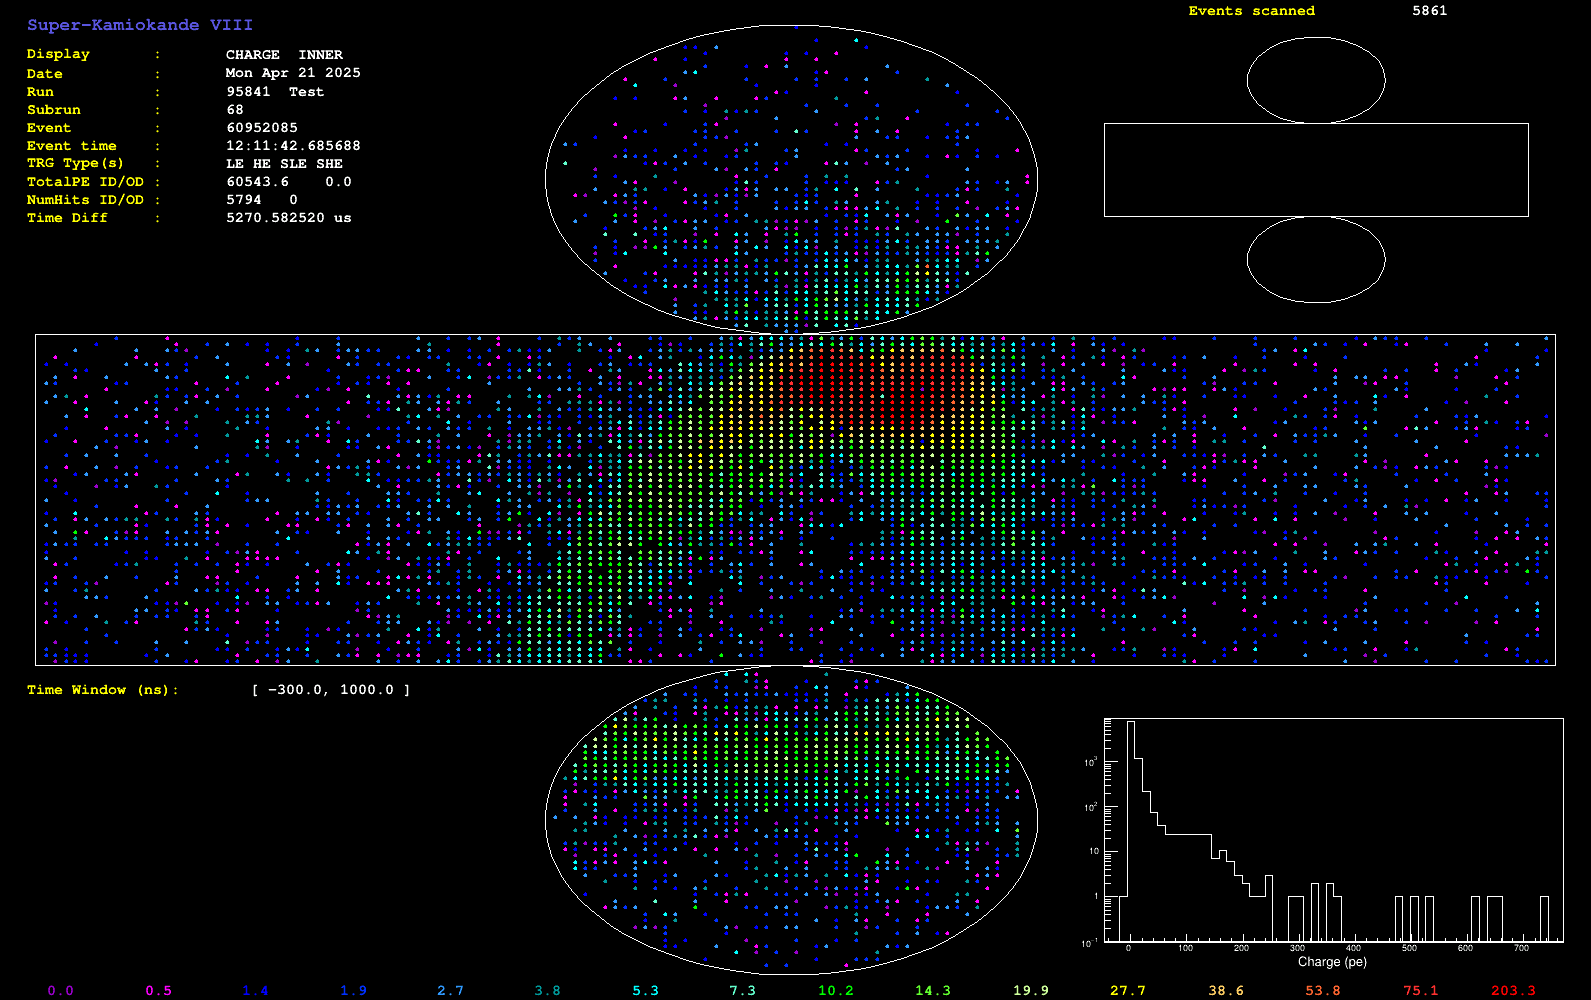 Super-Kamiokande VIII
Events scanned 5861
Display : CHARGE INNER
Date : Mon Apr 21 2025
Run : 95841 Test
Subrun : 68
Event : 60952085
Event time : 12:11:42.685688
TRG Type(s) : LE HE SLE SHE
TotalPE ID/OD : 60543.6 0.0
NumHits ID/OD : 5794 0
Time Diff : 5270.582520 us
Time Window (ns): [ -300.0, 1000.0 ]
10³
10²
10
1
10⁻¹
0 100 200 300 400 500 600 700
Charge (pe)
0.0 0.5 1.4 1.9 2.7 3.8 5.3 7.3 10.2 14.3 19.9 27.7 38.6 53.8 75.1 203.3